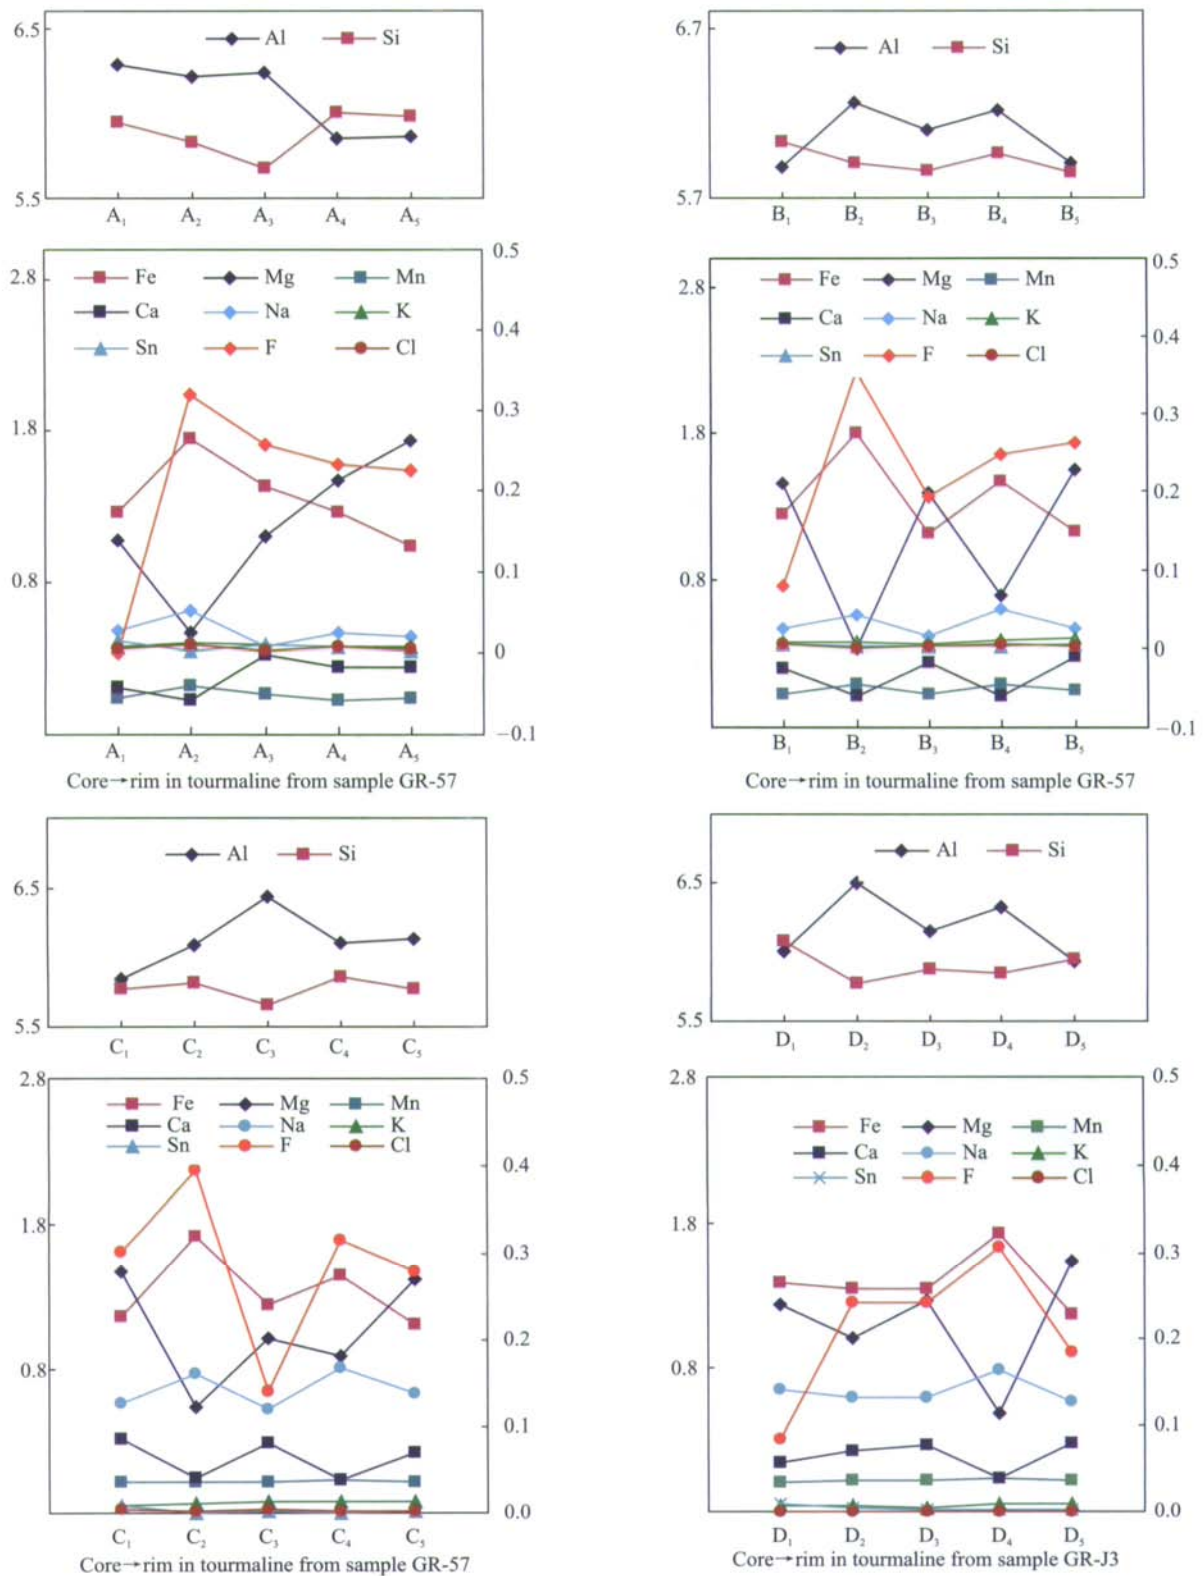 6.5
Al
Si
5.5
A₁ A₂ A₃ A₄ A₅
6.7
Al
Si
5.7
B₁ B₂ B₃ B₄ B₅
2.8
1.8
0.8
Fe Mg Mn
Ca Na K
Sn F Cl
0.5
0.4
0.3
0.2
0.1
0
−0.1
A₁ A₂ A₃ A₄ A₅
Core→rim in tourmaline from sample GR-57
2.8
1.8
0.8
Fe Mg Mn
Ca Na K
Sn F Cl
0.5
0.4
0.3
0.2
0.1
0
−0.1
B₁ B₂ B₃ B₄ B₅
Core→rim in tourmaline from sample GR-57
6.5
Al
Si
5.5
C₁ C₂ C₃ C₄ C₅
6.5
Al
Si
5.5
D₁ D₂ D₃ D₄ D₅
2.8
1.8
0.8
Fe Mg Mn
Ca Na K
Sn F Cl
0.5
0.4
0.3
0.2
0.1
0.0
C₁ C₂ C₃ C₄ C₅
Core→rim in tourmaline from sample GR-57
2.8
1.8
0.8
Fe Mg Mn
Ca Na K
Sn F Cl
0.5
0.4
0.3
0.2
0.1
0.0
D₁ D₂ D₃ D₄ D₅
Core→rim in tourmaline from sample GR-J3